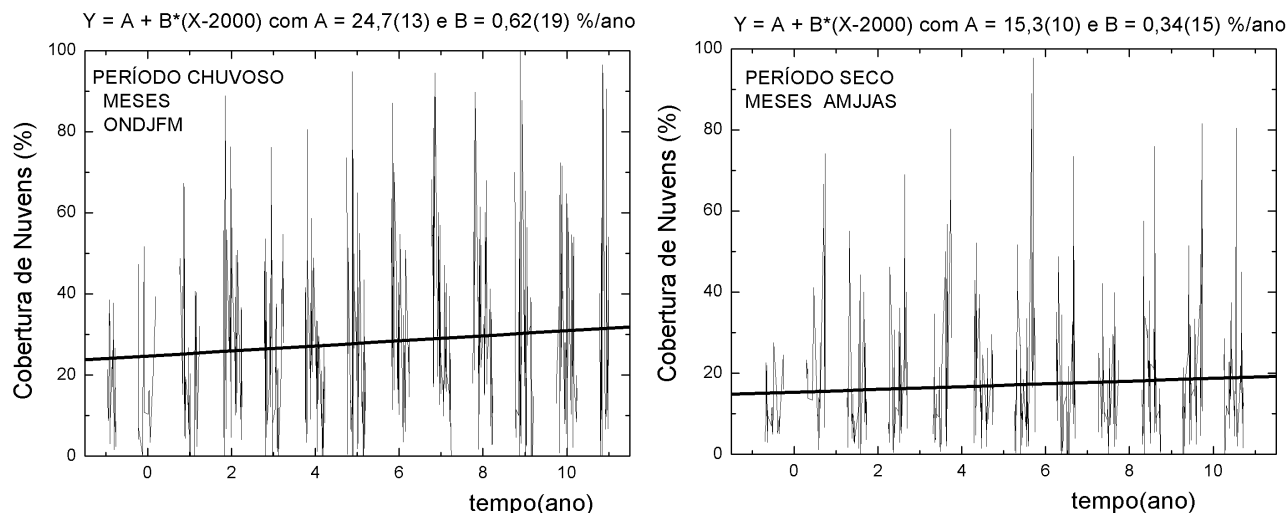 Y = A + B*(X-2000) com A = 24,7(13) e B = 0,62(19) %/ano
PERÍODO CHUVOSO
MESES
ONDJFM
Cobertura de Nuvens (%)
100
80
60
40
20
0
0 2 4 6 8 10
tempo(ano)
Y = A + B*(X-2000) com A = 15,3(10) e B = 0,34(15) %/ano
PERÍODO SECO
MESES AMJJAS
Cobertura de Nuvens (%)
100
80
60
40
20
0
0 2 4 6 8 10
tempo(ano)